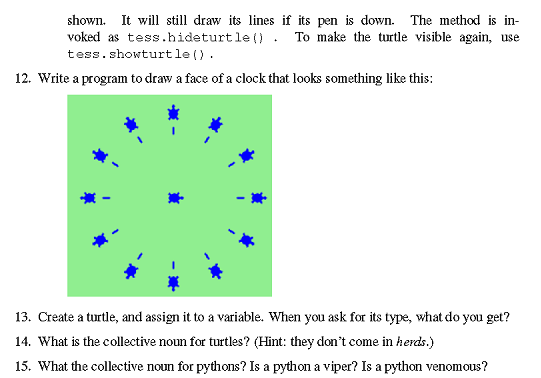 shown. It will still draw its lines if its pen is down. The method is in-
voked as tess.hideturtle() . To make the turtle visible again, use
tess.showturtle() .
12. Write a program to draw a face of a clock that looks something like this:
13. Create a turtle, and assign it to a variable. When you ask for its type, what do you get?
14. What is the collective noun for turtles? (Hint: they don't come in herds.)
15. What the collective noun for pythons? Is a python a viper? Is a python venomous?